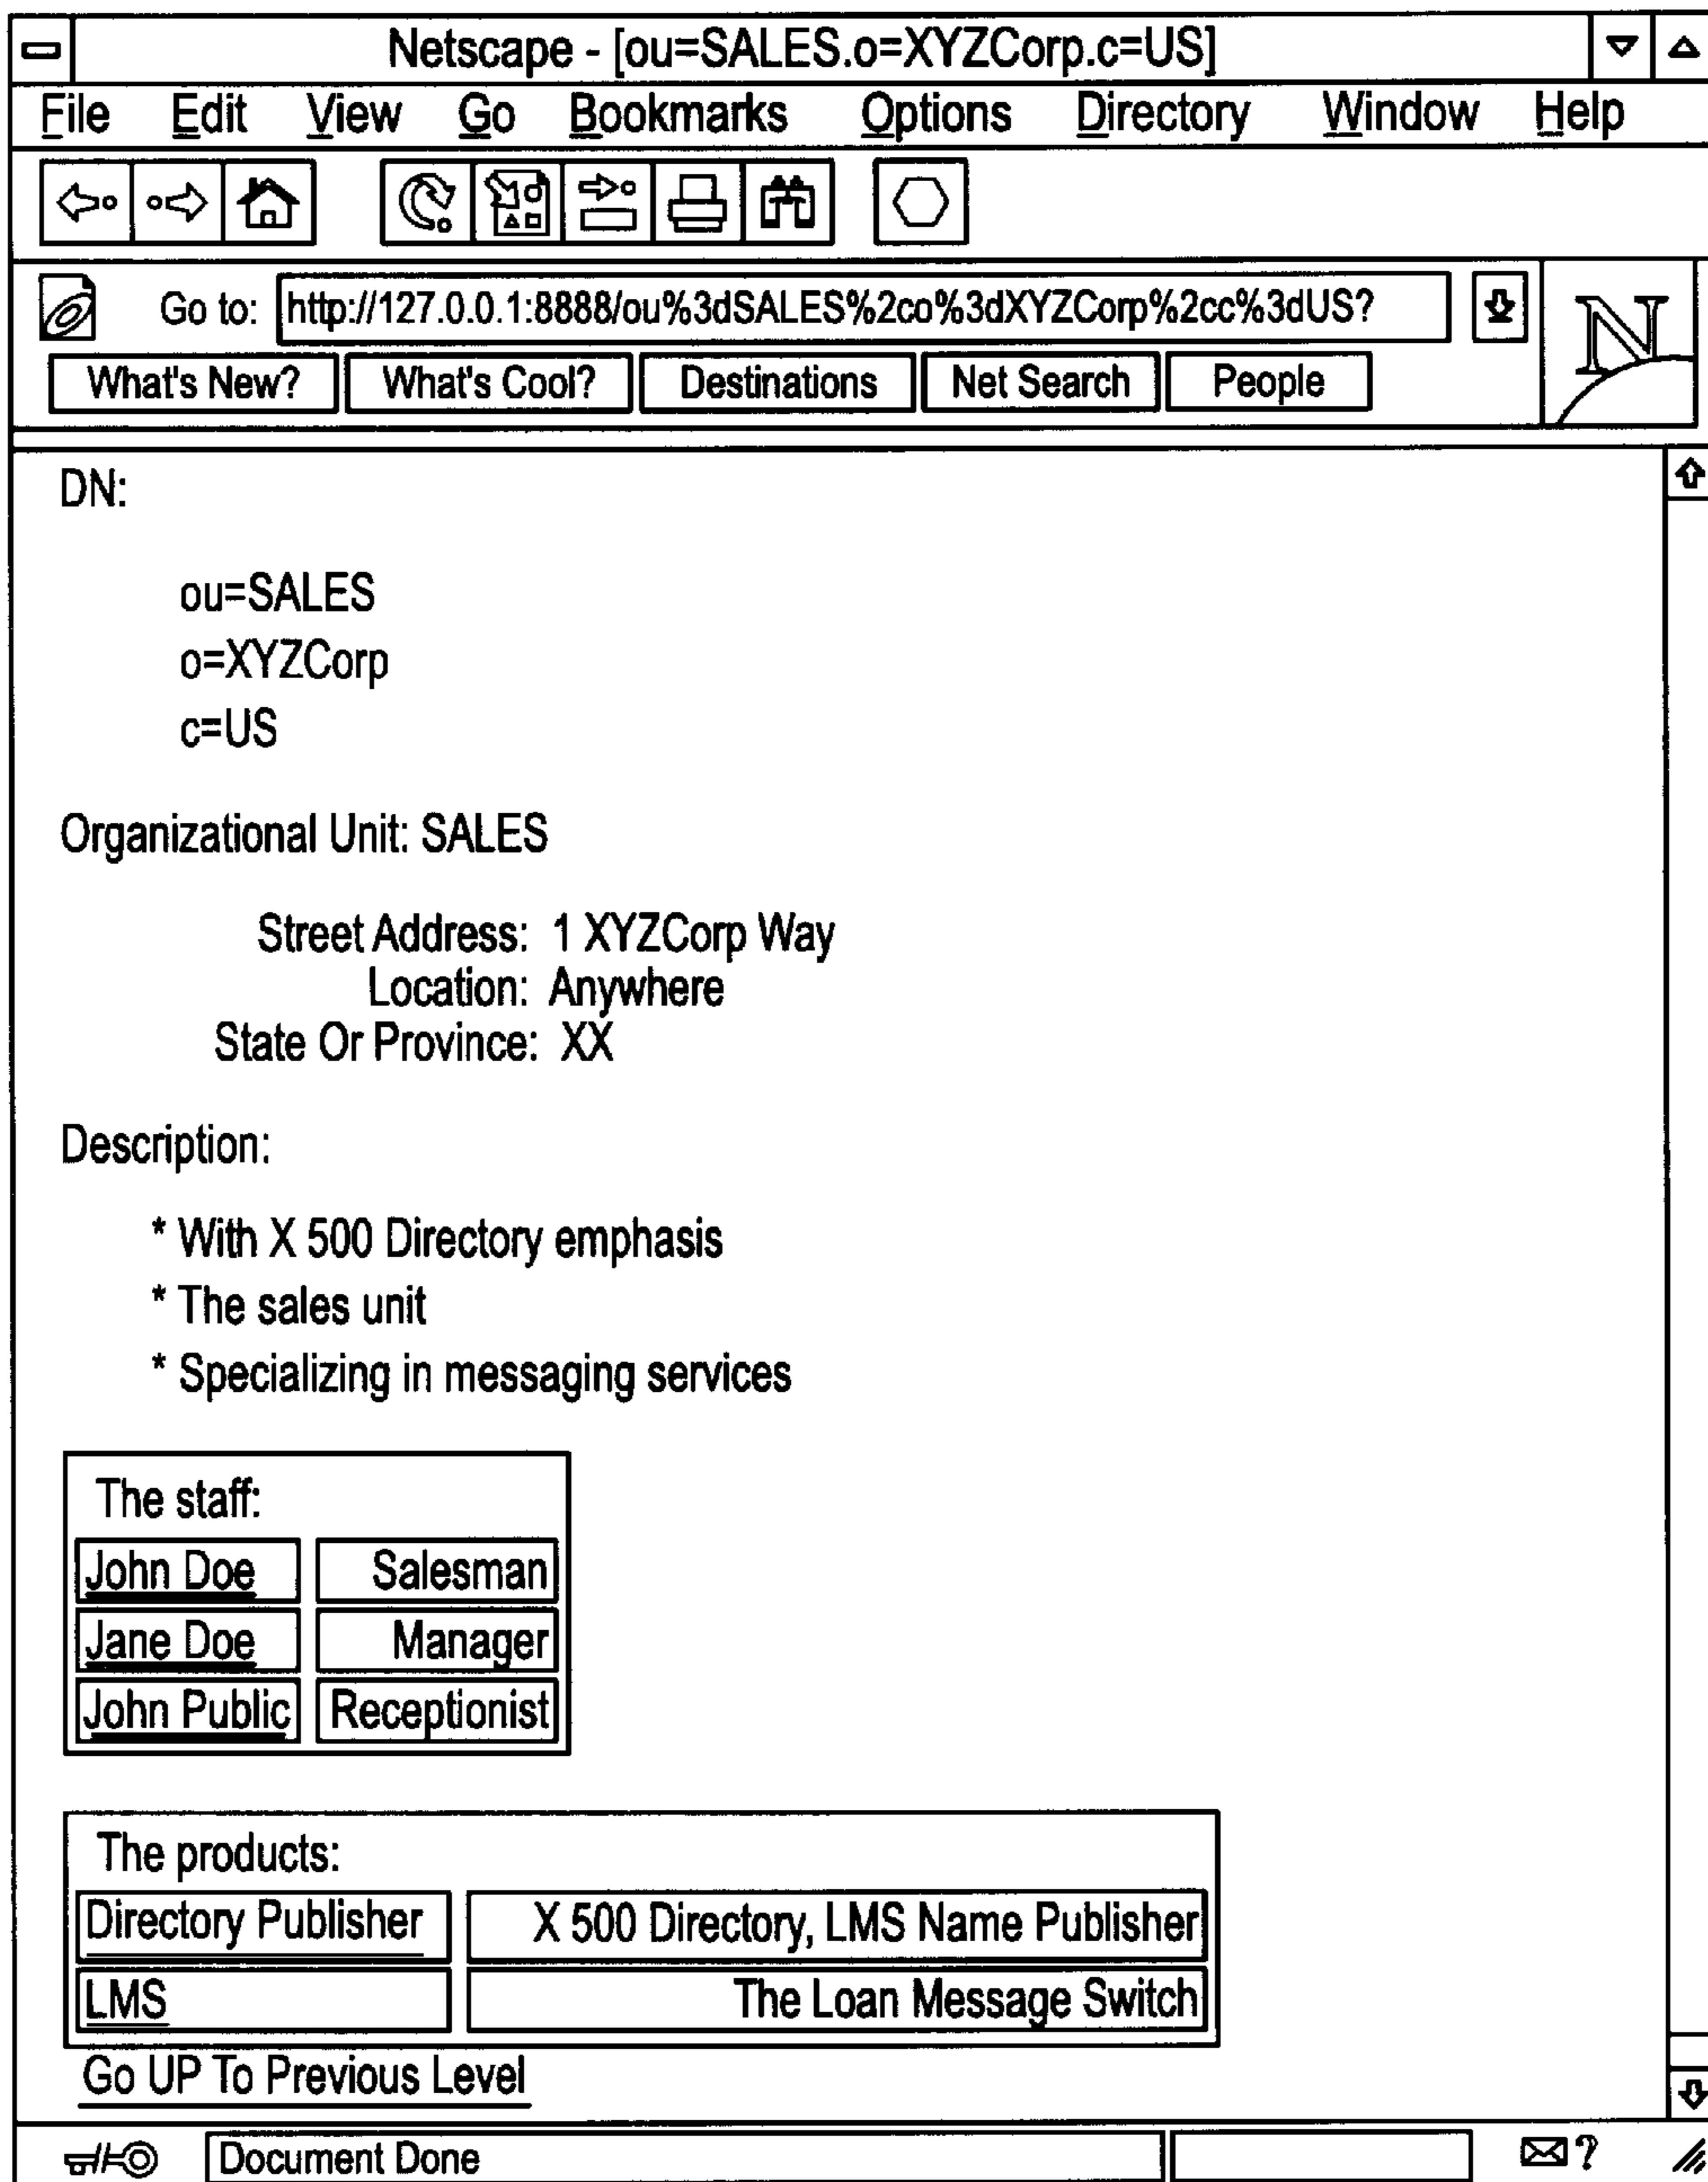 Netscape - [ou=SALES.o=XYZCorp.c=US]
File Edit View Go Bookmarks Options Directory Window Help
Go to: http://127.0.0.1:8888/ou%3dSALES%2co%3dXYZCorp%2cc%3dUS?
N
What's New? What's Cool? Destinations Net Search People
DN:
ou=SALES
o=XYZCorp
c=US
Organizational Unit: SALES
Street Address: 1 XYZCorp Way
Location: Anywhere
State Or Province: XX
Description:
* With X 500 Directory emphasis
* The sales unit
* Specializing in messaging services
The staff:
John Doe Salesman
Jane Doe Manager
John Public Receptionist
The products:
Directory Publisher X 500 Directory, LMS Name Publisher
LMS The Loan Message Switch
Go UP To Previous Level
Document Done ?